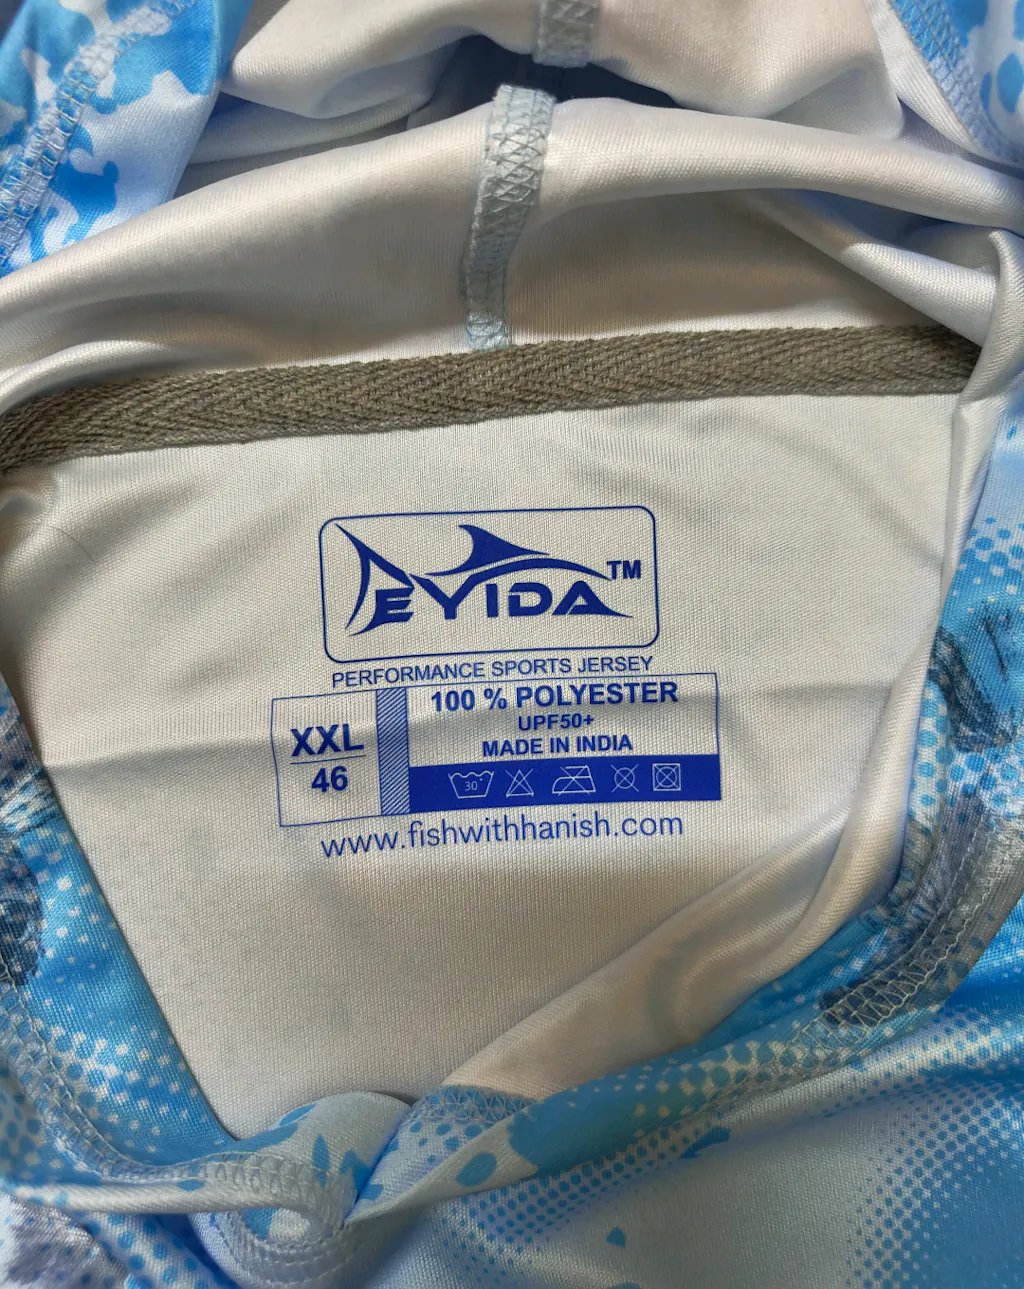 EYIDA™
PERFORMANCE SPORTS JERSEY
XXL
46
100 % POLYESTER
UPF50+
MADE IN INDIA
30°
www.fishwithhanish.com